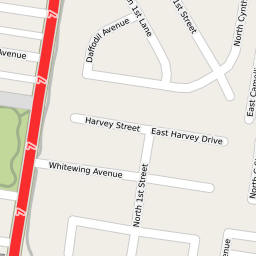 Daffodil Avenue
North 1st Lane
1st Street
North Cynth
Avenue
East Camel
Harvey Street
East Harvey Drive
Whitewing Avenue
North 1st Street